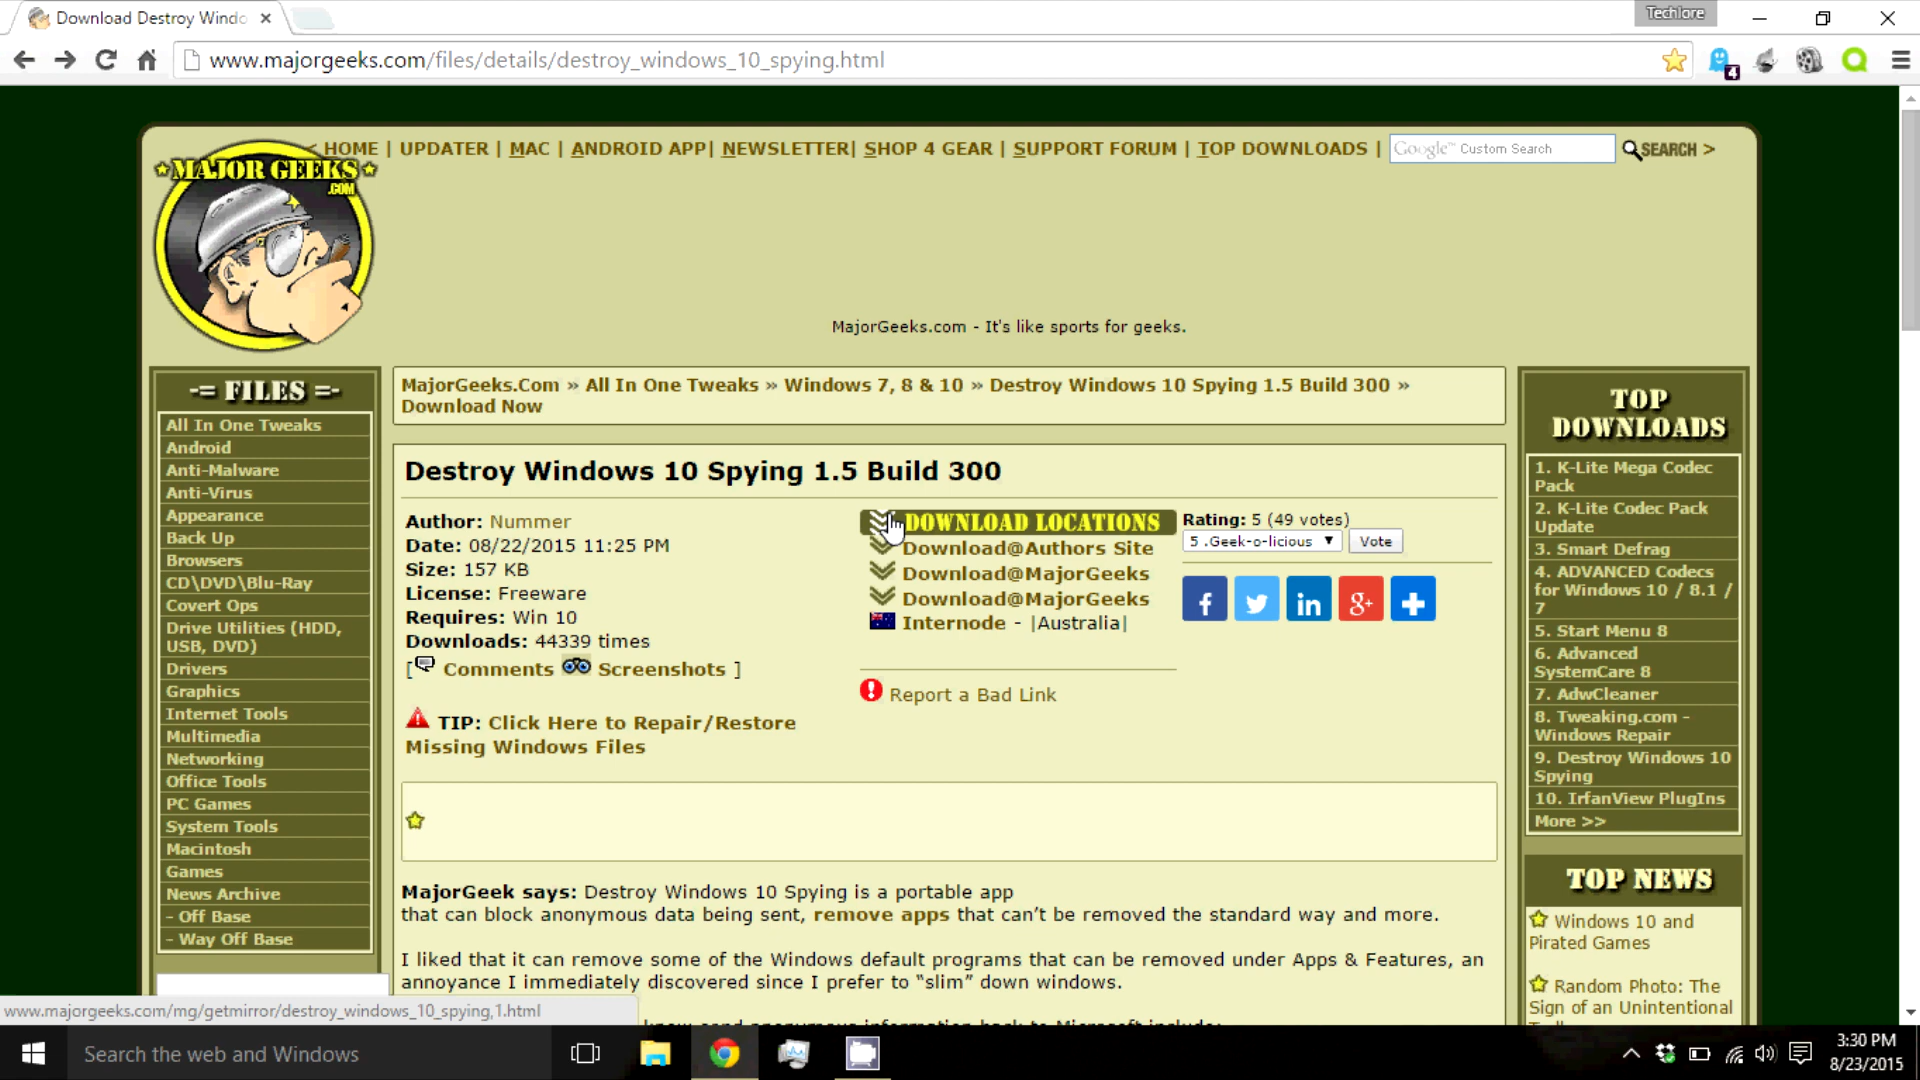 Download Destroy Windo
Techlore
www.majorgeeks.com/files/details/destroy_windows_10_spying.html
4
MAJOR GEEKS
.COM
< HOME | UPDATER | MAC | ANDROID APP| NEWSLETTER| SHOP 4 GEAR | SUPPORT FORUM | TOP DOWNLOADS |
Google™ Custom Search
SEARCH >
MajorGeeks.com - It's like sports for geeks.
-= FILES =-
All In One Tweaks
Android
Anti-Malware
Anti-Virus
Appearance
Back Up
Browsers
CD\DVD\Blu-Ray
Covert Ops
Drive Utilities (HDD,
USB, DVD)
Drivers
Graphics
Internet Tools
Multimedia
Networking
Office Tools
PC Games
System Tools
Macintosh
Games
News Archive
- Off Base
- Way Off Base
MajorGeeks.Com » All In One Tweaks » Windows 7, 8 & 10 » Destroy Windows 10 Spying 1.5 Build 300 »
Download Now
Destroy Windows 10 Spying 1.5 Build 300
Author: Nummer
Date: 08/22/2015 11:25 PM
Size: 157 KB
License: Freeware
Requires: Win 10
Downloads: 44339 times
[ Comments Screenshots ]
TIP: Click Here to Repair/Restore
Missing Windows Files
DOWNLOAD LOCATIONS
Download@Authors Site
Download@MajorGeeks
Download@MajorGeeks
Internode - |Australia|
Report a Bad Link
Rating: 5 (49 votes)
5 .Geek-o-licious
Vote
f
in
g+
MajorGeek says: Destroy Windows 10 Spying is a portable app
that can block anonymous data being sent, remove apps that can't be removed the standard way and more.
I liked that it can remove some of the Windows default programs that can be removed under Apps & Features, an
annoyance I immediately discovered since I prefer to “slim” down windows.
TOP
DOWNLOADS
1. K-Lite Mega Codec
Pack
2. K-Lite Codec Pack
Update
3. Smart Defrag
4. ADVANCED Codecs
for Windows 10 / 8.1 /
7
5. Start Menu 8
6. Advanced
SystemCare 8
7. AdwCleaner
8. Tweaking.com -
Windows Repair
9. Destroy Windows 10
Spying
10. IrfanView PlugIns
More >>
TOP NEWS
Windows 10 and
Pirated Games
Random Photo: The
Sign of an Unintentional
www.majorgeeks.com/mg/getmirror/destroy_windows_10_spying,1.html
Search the web and Windows
3:30 PM
8/23/2015